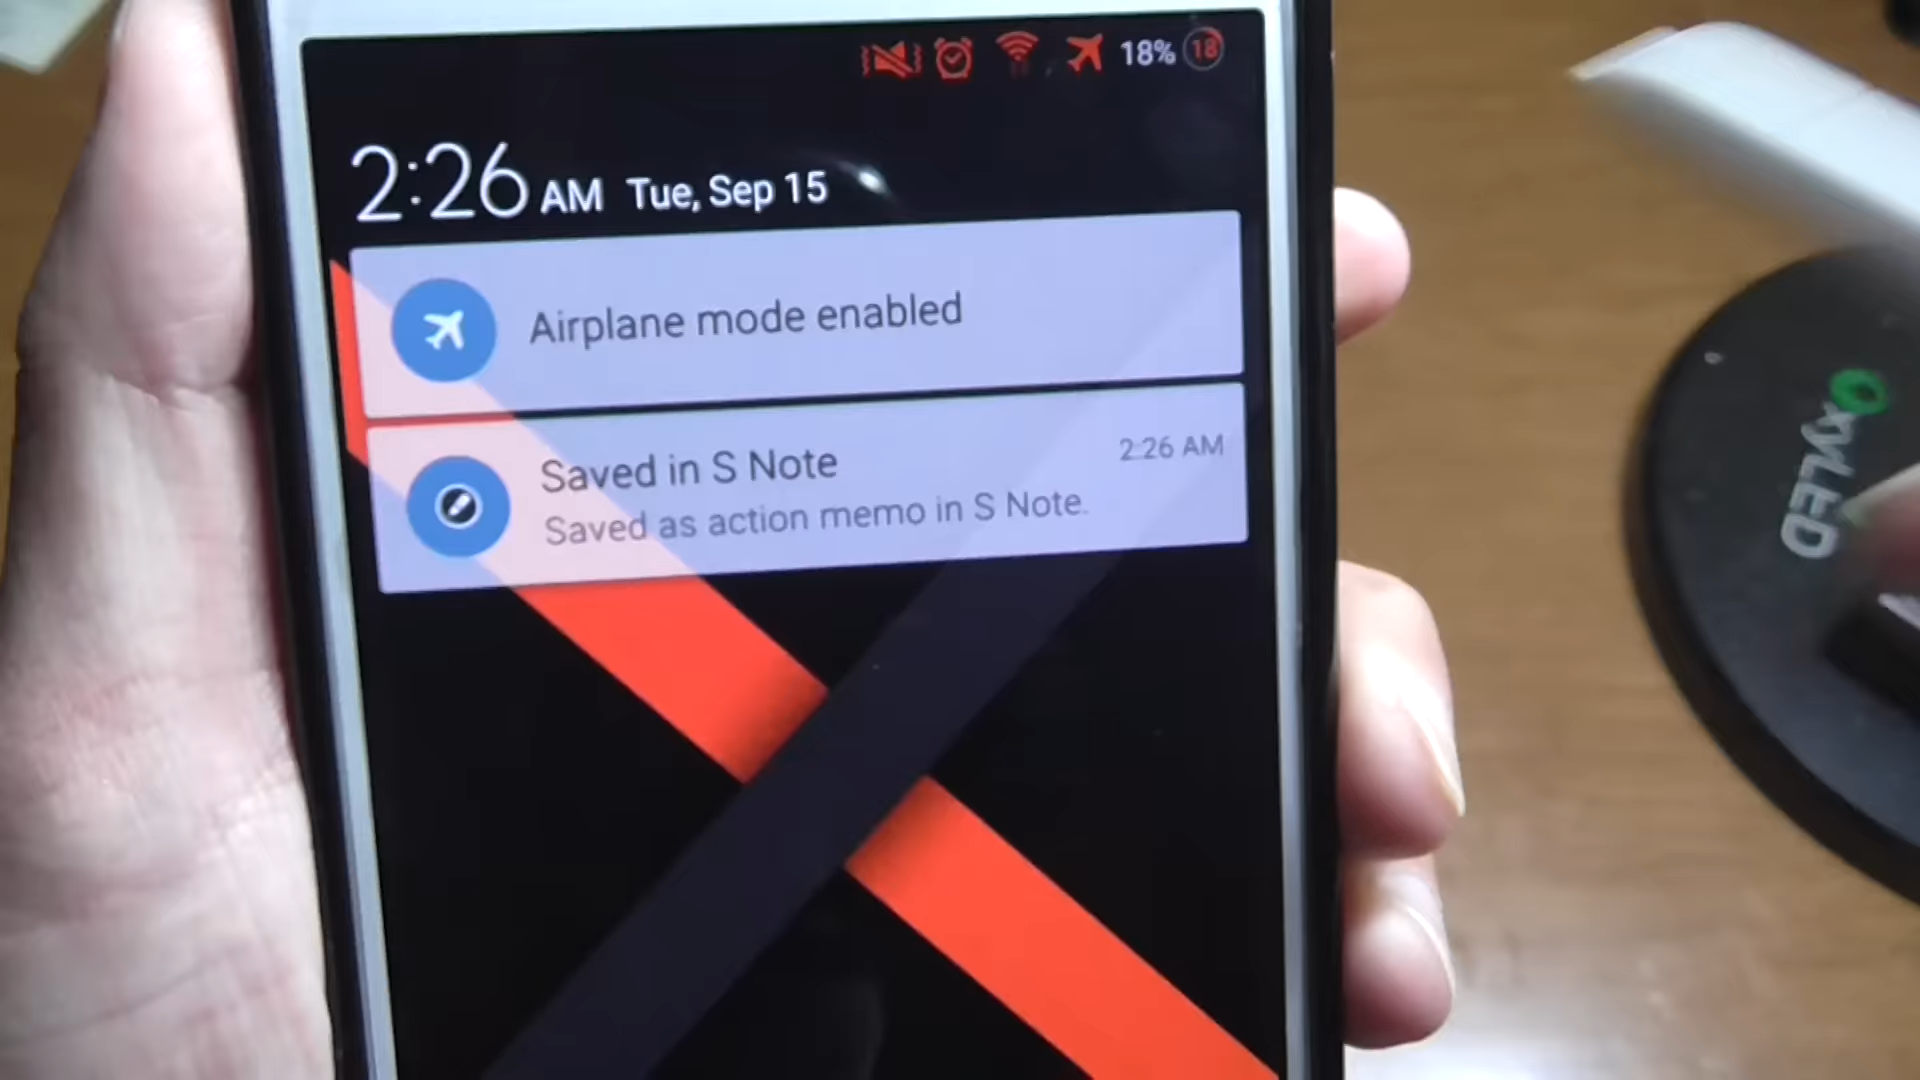 18% 18
2:26 AM Tue, Sep 15
Airplane mode enabled
Saved in S Note 2:26 AM
Saved as action memo in S Note.
OxyLED